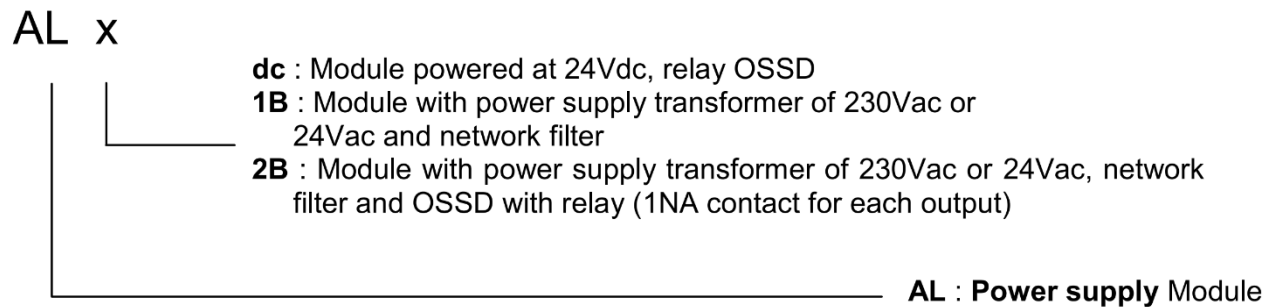 AL x
dc : Module powered at 24Vdc, relay OSSD
1B : Module with power supply transformer of 230Vac or
24Vac and network filter
2B : Module with power supply transformer of 230Vac or 24Vac, network
filter and OSSD with relay (1NA contact for each output)
AL : Power supply Module